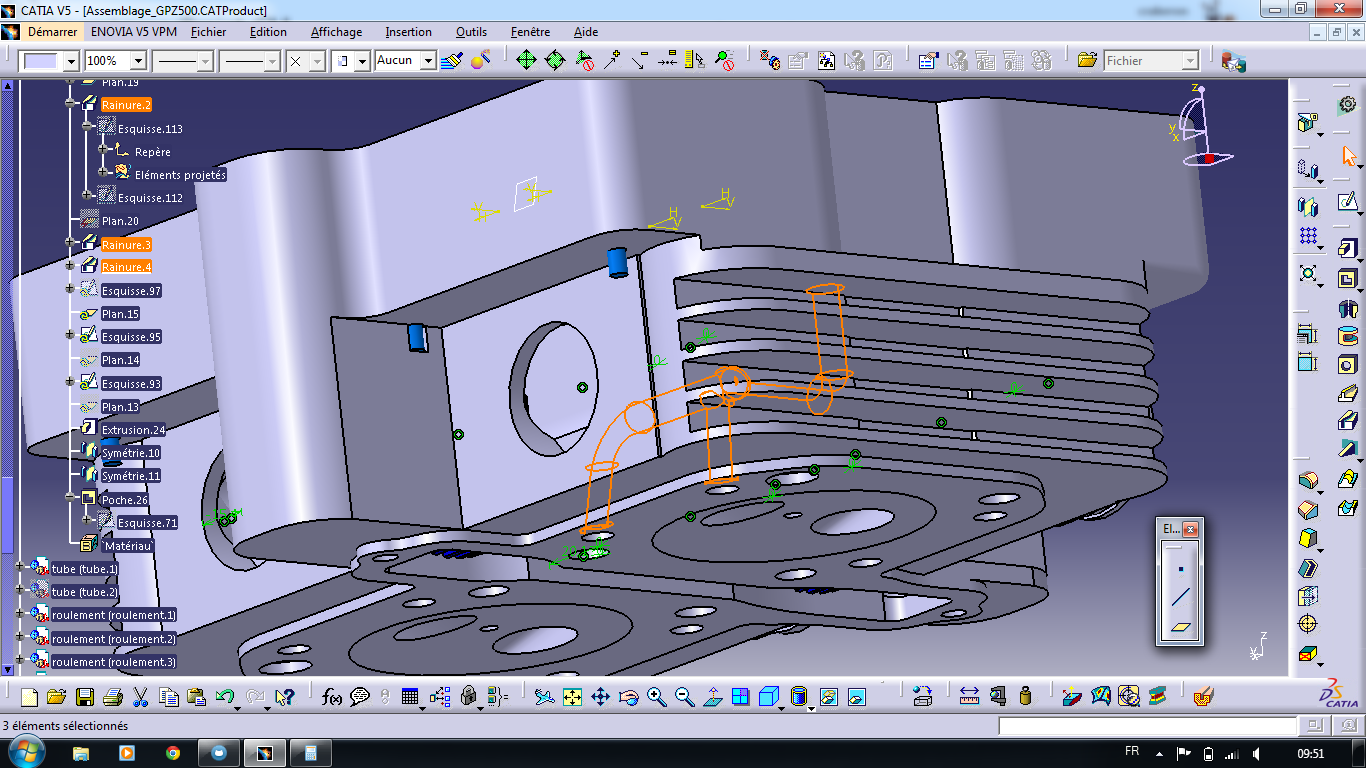 CATIA V5 - [Assemblage_GPZ500.CATProduct]
Démarrer ENOVIA V5 VPM Fichier Edition Affichage Insertion Outils Fenêtre Aide
100% Aucun Fichier
Plan.19
Rainure.2
Esquisse.113
Repère
Eléments projetés
Esquisse.112
Plan.20
Rainure.3
Rainure.4
Esquisse.97
Plan.15
Esquisse.95
Plan.14
Esquisse.93
Plan.13
Extrusion.24
Symétrie.10
Symétrie.11
Poche.26
Esquisse.71
`Matériau`
tube (tube.1)
tube (tube.2)
roulement (roulement.1)
roulement (roulement.2)
roulement (roulement.3)
H
V
H
V
z
y
x
El...
z
f(x)
CATIA
3 éléments sélectionnés
FR 09:51